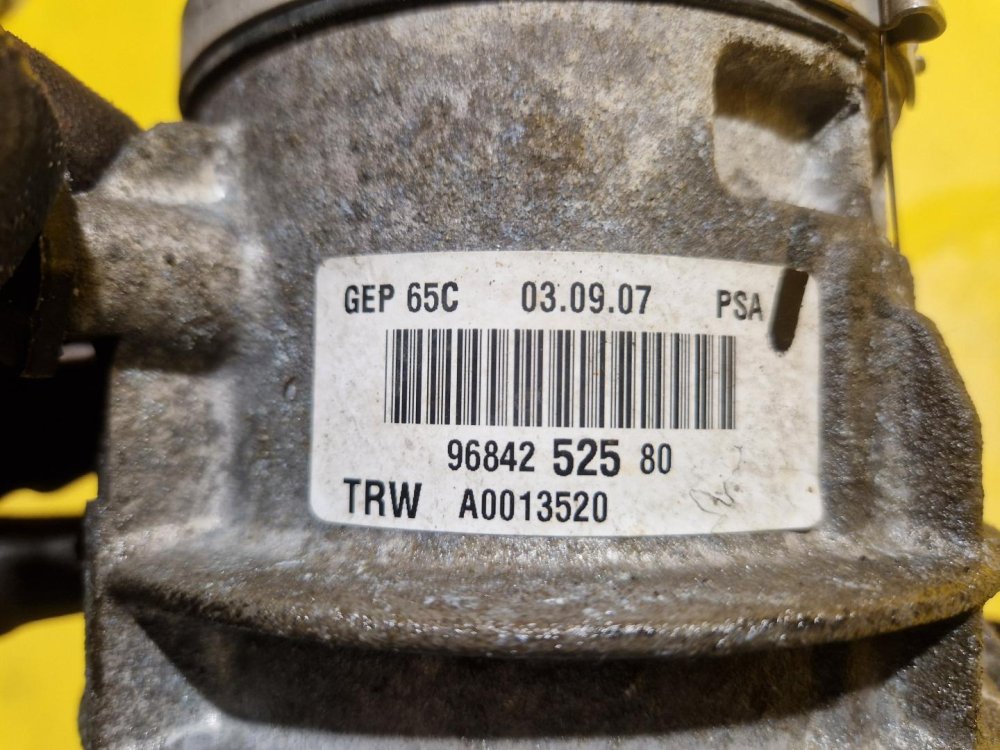 GEP 65C 03.09.07 PSA
96842 525 80
TRW A0013520